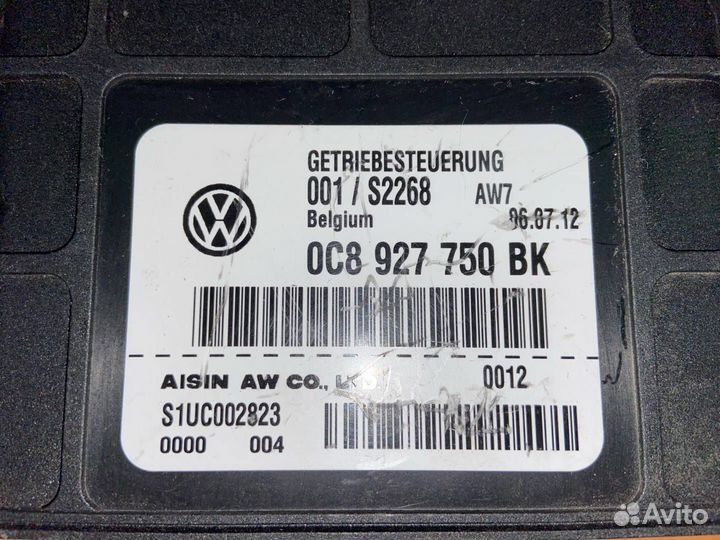 GETRIEBESTEUERUNG
001 / S2268 AW7
Belgium 06.07.12
0C8 927 750 BK
AISIN AW CO., LTD. 0012
S1UC002823
0000 004
Avito